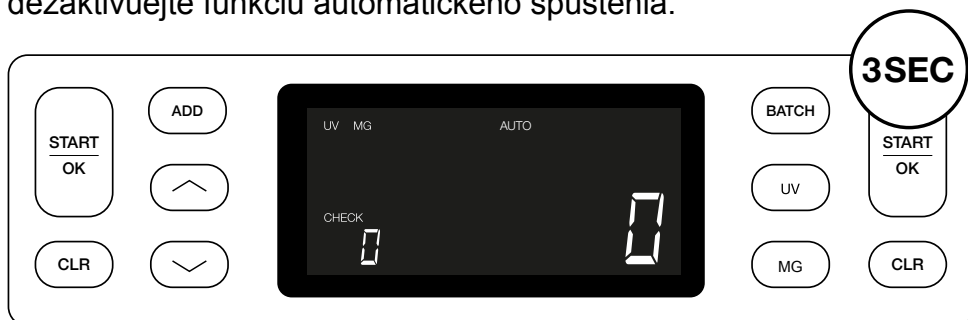 dezaktivuejte funkciu automatického spustenia.
3SEC
START
OK
ADD
CLR
UV MG AUTO
CHECK
0
0
BATCH
UV
MG
START
OK
CLR